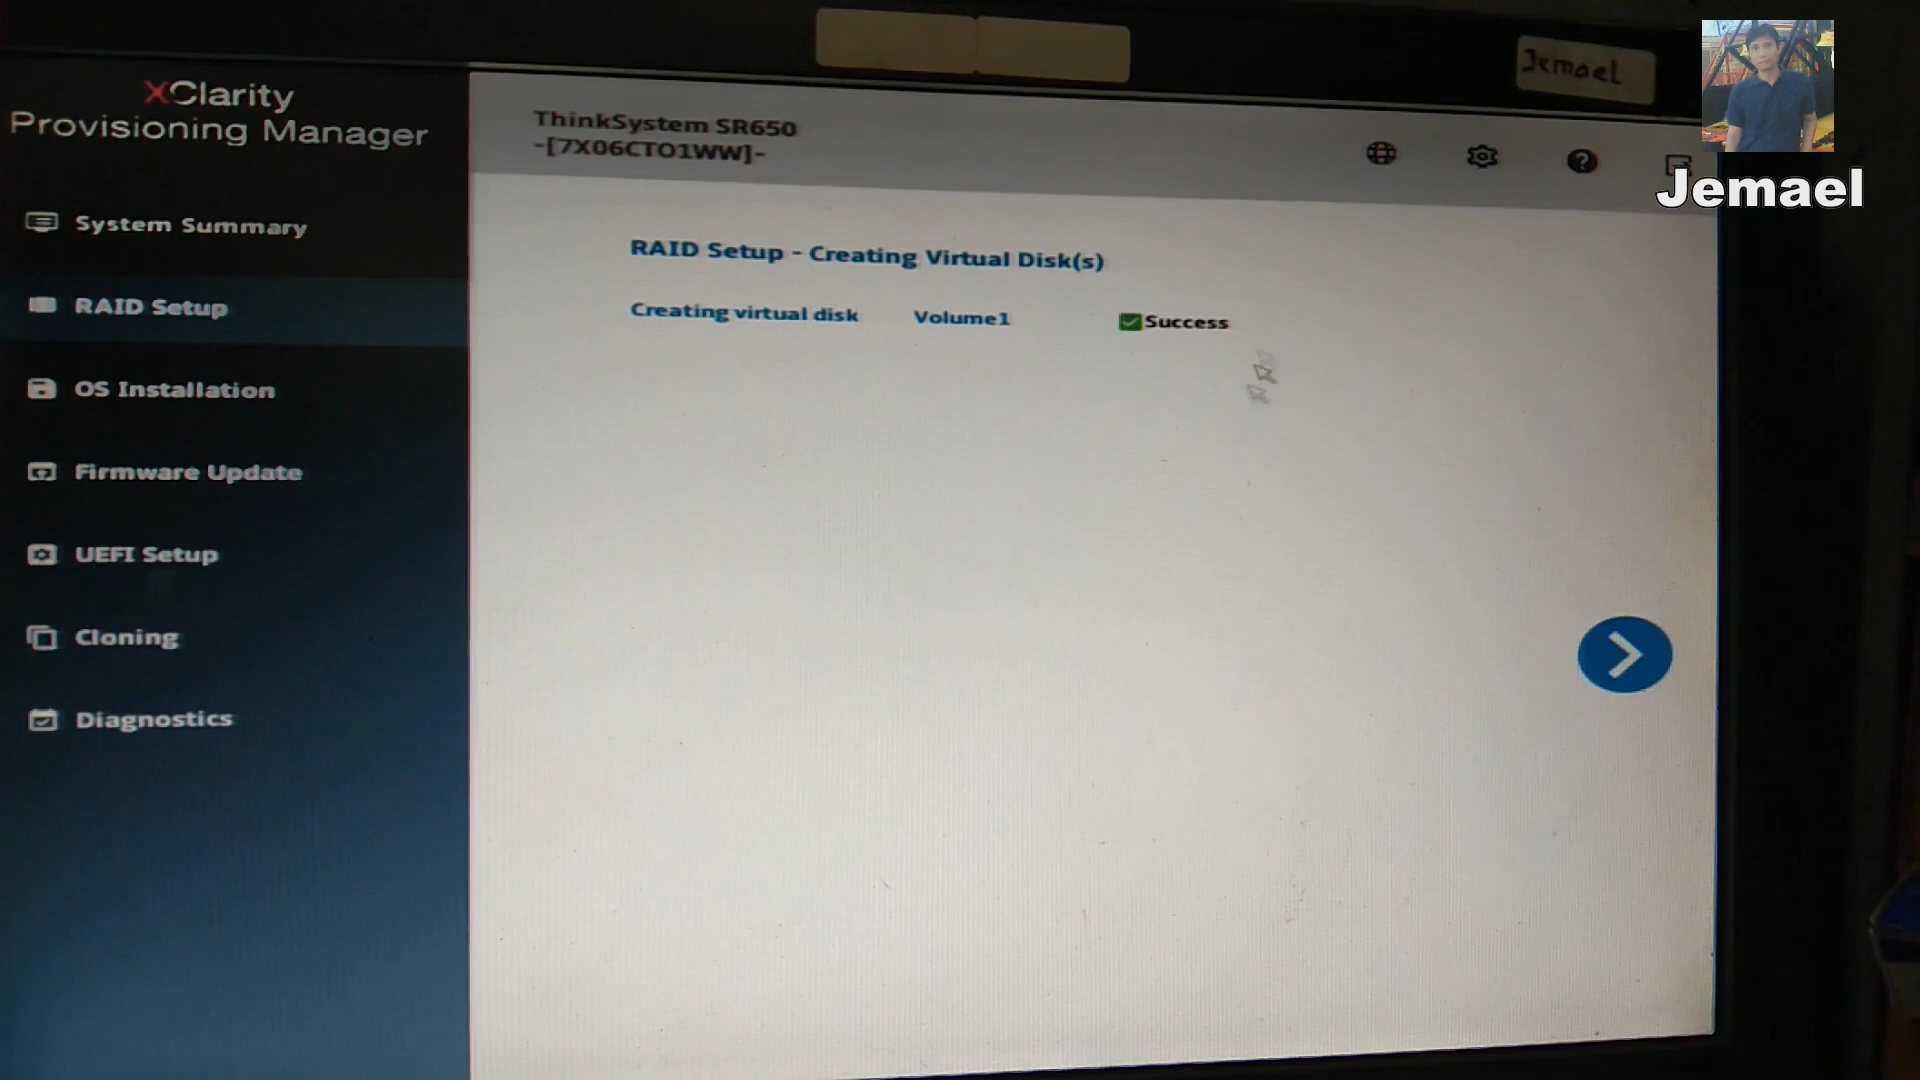 XClarity
Provisioning Manager
System Summary
RAID Setup
OS Installation
Firmware Update
UEFI Setup
Cloning
Diagnostics
ThinkSystem SR650
-[7X06CTO1WW]-
RAID Setup - Creating Virtual Disk(s)
Creating virtual disk Volume1 Success
Jemael
Jemael